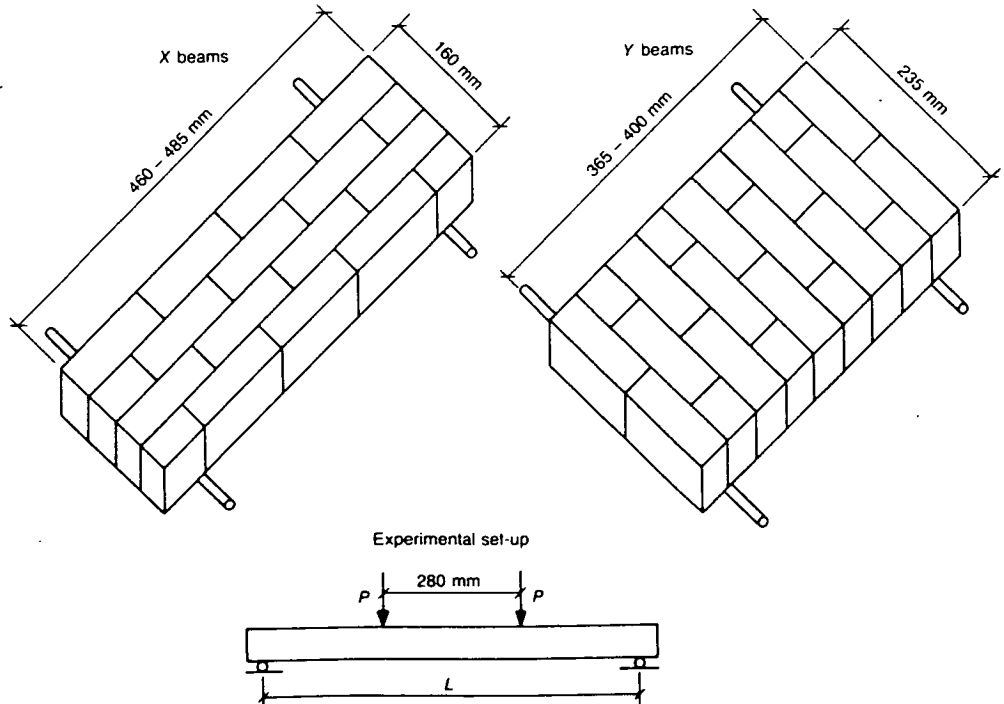 X beams
160 mm
460 – 485 mm
Y beams
235 mm
365 – 400 mm
Experimental set-up
P
280 mm
P
L